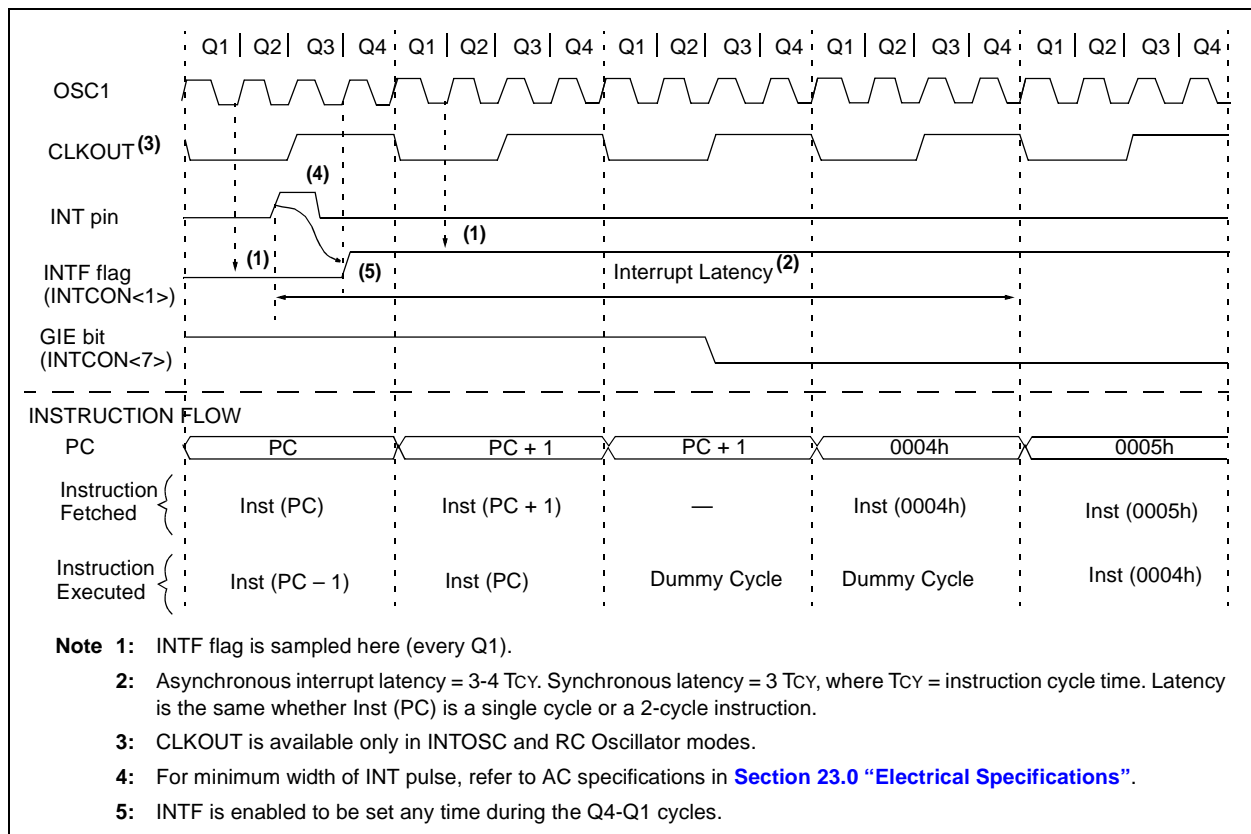 Q1 Q2 Q3 Q4 Q1 Q2 Q3 Q4 Q1 Q2 Q3 Q4 Q1 Q2 Q3 Q4 Q1 Q2 Q3 Q4
OSC1
CLKOUT (3)
(4)
INT pin
(1)
(1)
INTF flag
(INTCON<1>)
(5)
Interrupt Latency (2)
GIE bit
(INTCON<7>)
INSTRUCTION FLOW
PC PC PC + 1 PC + 1 0004h 0005h
Instruction
Fetched
Inst (PC) Inst (PC + 1) — Inst (0004h) Inst (0005h)
Instruction
Executed
Inst (PC – 1) Inst (PC) Dummy Cycle Dummy Cycle Inst (0004h)
Note 1: INTF flag is sampled here (every Q1).
2: Asynchronous interrupt latency = 3-4 TCY. Synchronous latency = 3 TCY, where TCY = instruction cycle time. Latency
is the same whether Inst (PC) is a single cycle or a 2-cycle instruction.
3: CLKOUT is available only in INTOSC and RC Oscillator modes.
4: For minimum width of INT pulse, refer to AC specifications in Section 23.0 “Electrical Specifications”.
5: INTF is enabled to be set any time during the Q4-Q1 cycles.